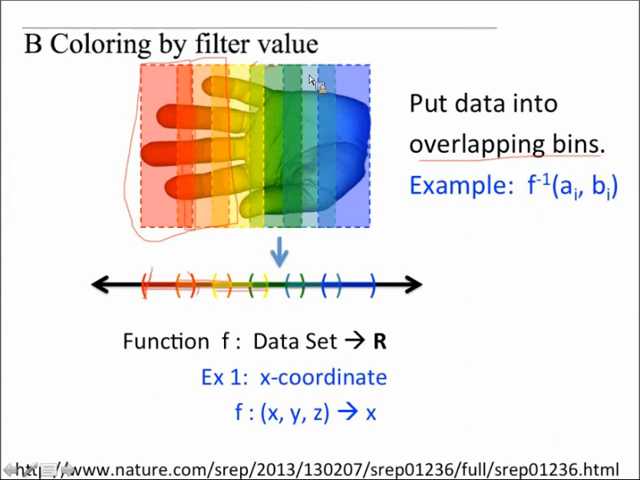 B Coloring by filter value
Put data into
overlapping bins.
Example:  f⁻¹(aᵢ, bᵢ)
( ( ) ( ) ( ) ( ) ( ) )
Function f :  Data Set → R
Ex 1:  x-coordinate
f : (x, y, z) → x
http://www.nature.com/srep/2013/130207/srep01236/full/srep01236.html